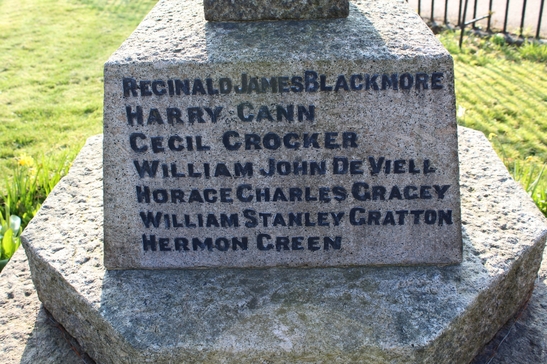 REGINALD JAMES BLACKMORE
HARRY CANN
CECIL CROCKER
WILLIAM JOHN DE VIELL
HORACE CHARLES GRACEY
WILLIAM STANLEY GRATTON
HERMON GREEN